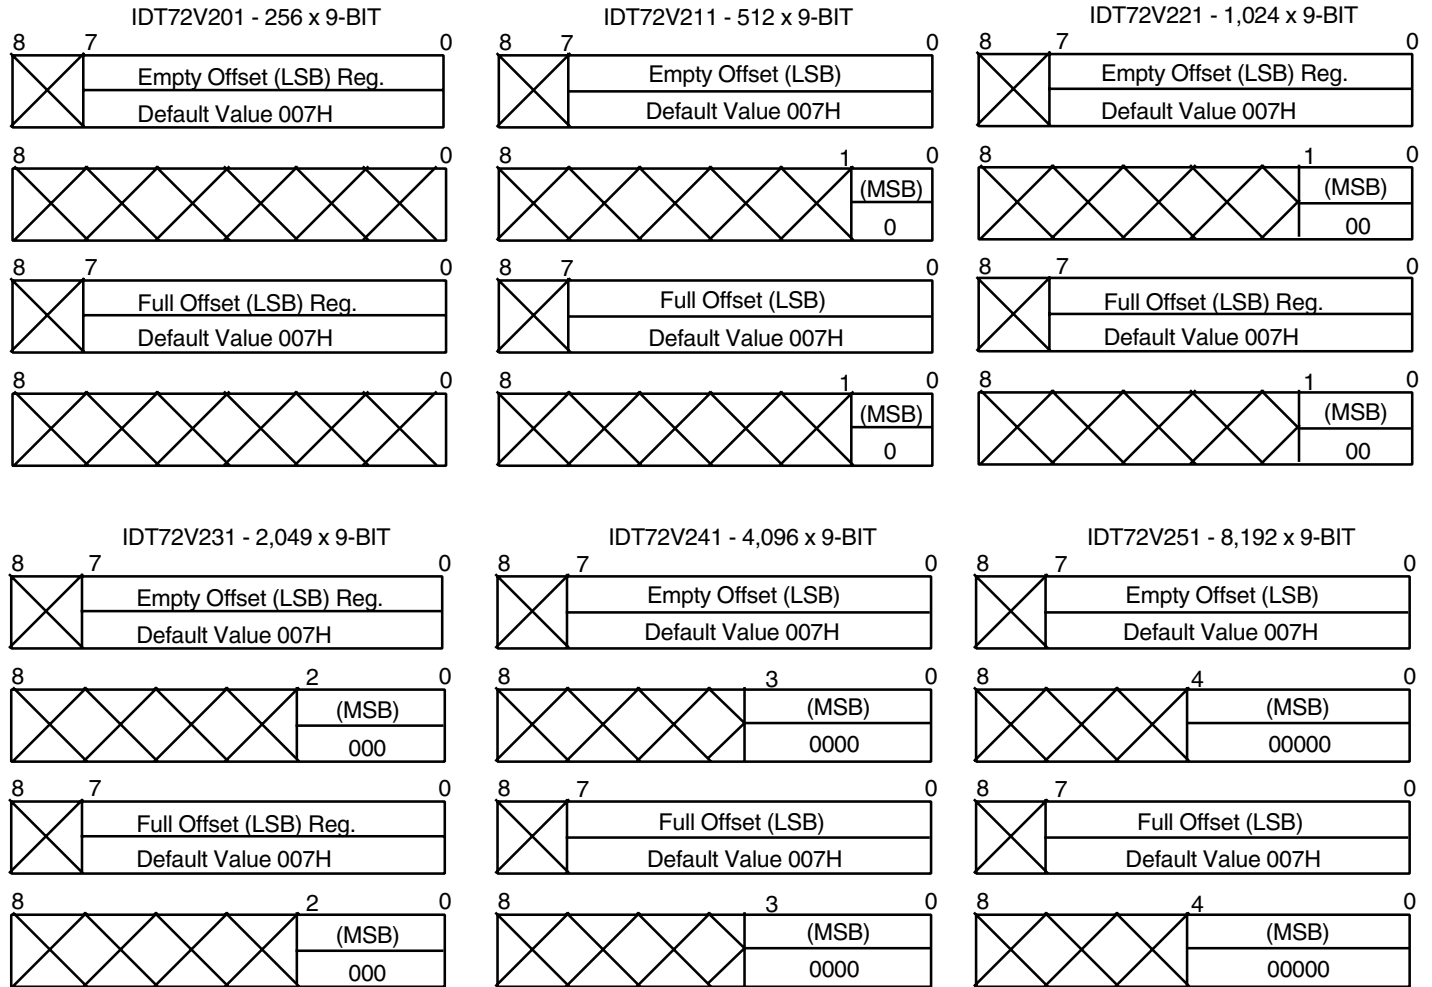 IDT72V201 - 256 x 9-BIT
8 7 0
Empty Offset (LSB) Reg.
Default Value 007H
8 0
8 7 0
Full Offset (LSB) Reg.
Default Value 007H
8 0
IDT72V211 - 512 x 9-BIT
8 7 0
Empty Offset (LSB)
Default Value 007H
8 1 0
(MSB)
0
8 7 0
Full Offset (LSB)
Default Value 007H
8 1 0
(MSB)
0
IDT72V221 - 1,024 x 9-BIT
8 7 0
Empty Offset (LSB) Reg.
Default Value 007H
8 1 0
(MSB)
00
8 7 0
Full Offset (LSB) Reg.
Default Value 007H
8 1 0
(MSB)
00
IDT72V231 - 2,049 x 9-BIT
8 7 0
Empty Offset (LSB) Reg.
Default Value 007H
8 2 0
(MSB)
000
8 7 0
Full Offset (LSB) Reg.
Default Value 007H
8 2 0
(MSB)
000
IDT72V241 - 4,096 x 9-BIT
8 7 0
Empty Offset (LSB)
Default Value 007H
8 3 0
(MSB)
0000
8 7 0
Full Offset (LSB)
Default Value 007H
8 3 0
(MSB)
0000
IDT72V251 - 8,192 x 9-BIT
8 7 0
Empty Offset (LSB)
Default Value 007H
8 4 0
(MSB)
00000
8 7 0
Full Offset (LSB)
Default Value 007H
8 4 0
(MSB)
00000